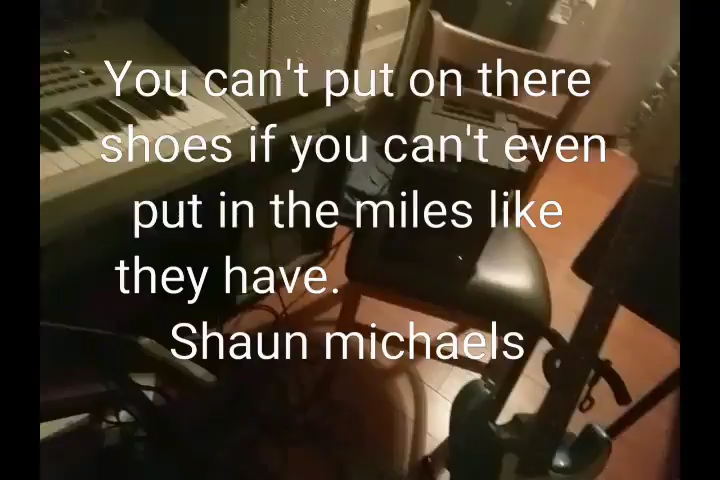 You can't put on there
shoes if you can't even
put in the miles like
they have.
Shaun michaels